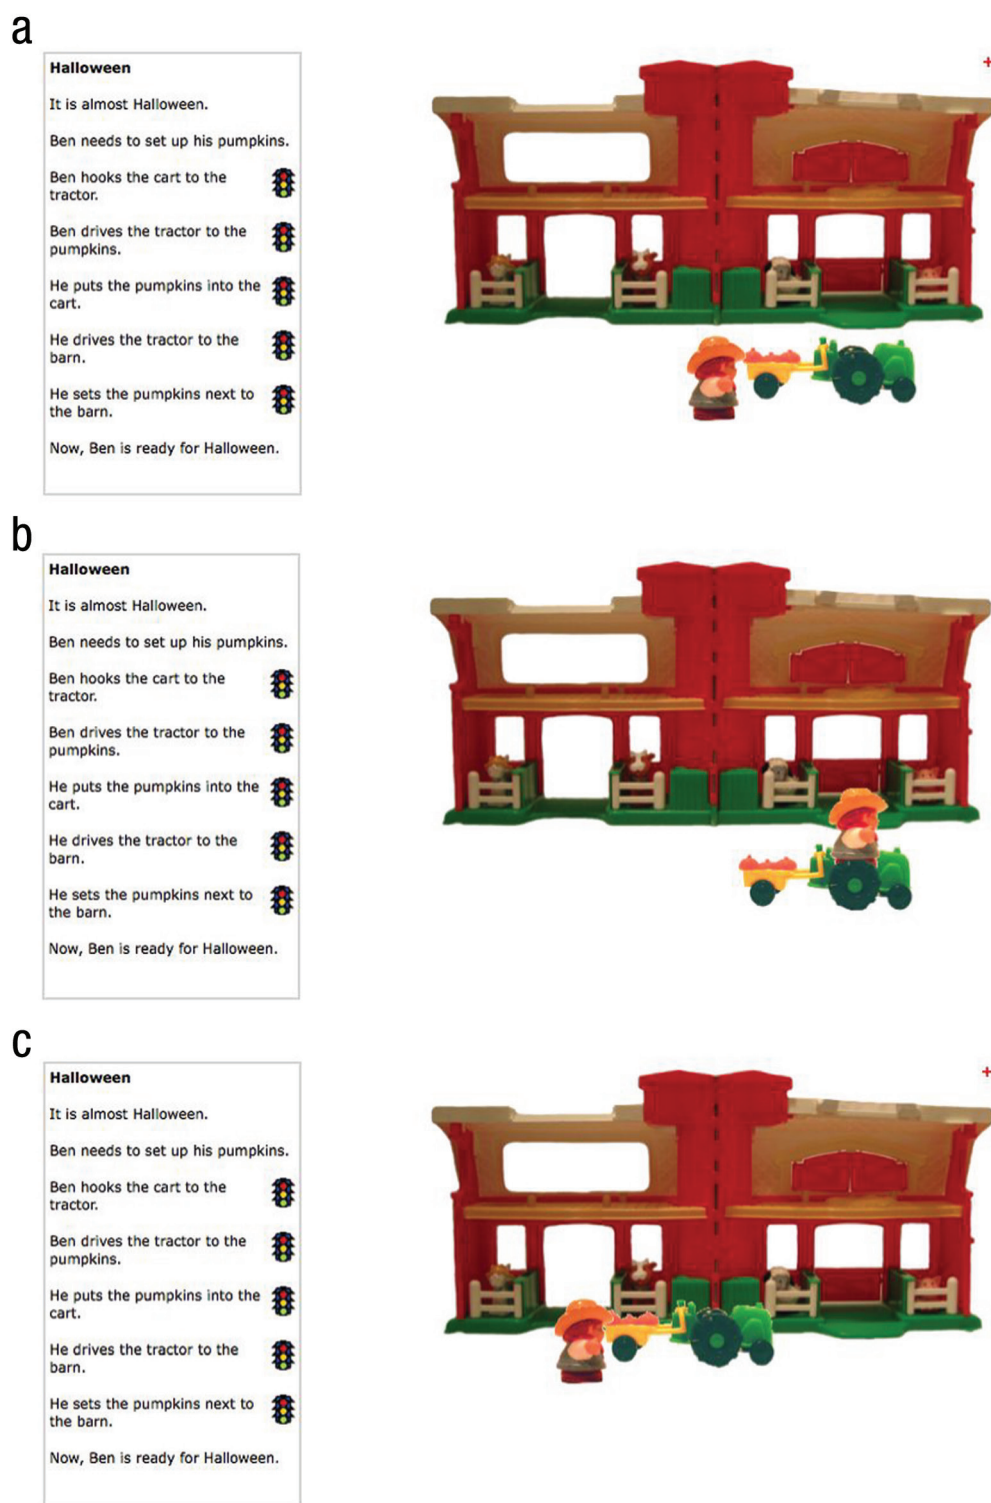 a
Halloween
It is almost Halloween.
Ben needs to set up his pumpkins.
Ben hooks the cart to the
tractor.
Ben drives the tractor to the
pumpkins.
He puts the pumpkins into the
cart.
He drives the tractor to the
barn.
He sets the pumpkins next to
the barn.
Now, Ben is ready for Halloween.
b
Halloween
It is almost Halloween.
Ben needs to set up his pumpkins.
Ben hooks the cart to the
tractor.
Ben drives the tractor to the
pumpkins.
He puts the pumpkins into the
cart.
He drives the tractor to the
barn.
He sets the pumpkins next to
the barn.
Now, Ben is ready for Halloween.
c
Halloween
It is almost Halloween.
Ben needs to set up his pumpkins.
Ben hooks the cart to the
tractor.
Ben drives the tractor to the
pumpkins.
He puts the pumpkins into the
cart.
He drives the tractor to the
barn.
He sets the pumpkins next to
the barn.
Now, Ben is ready for Halloween.